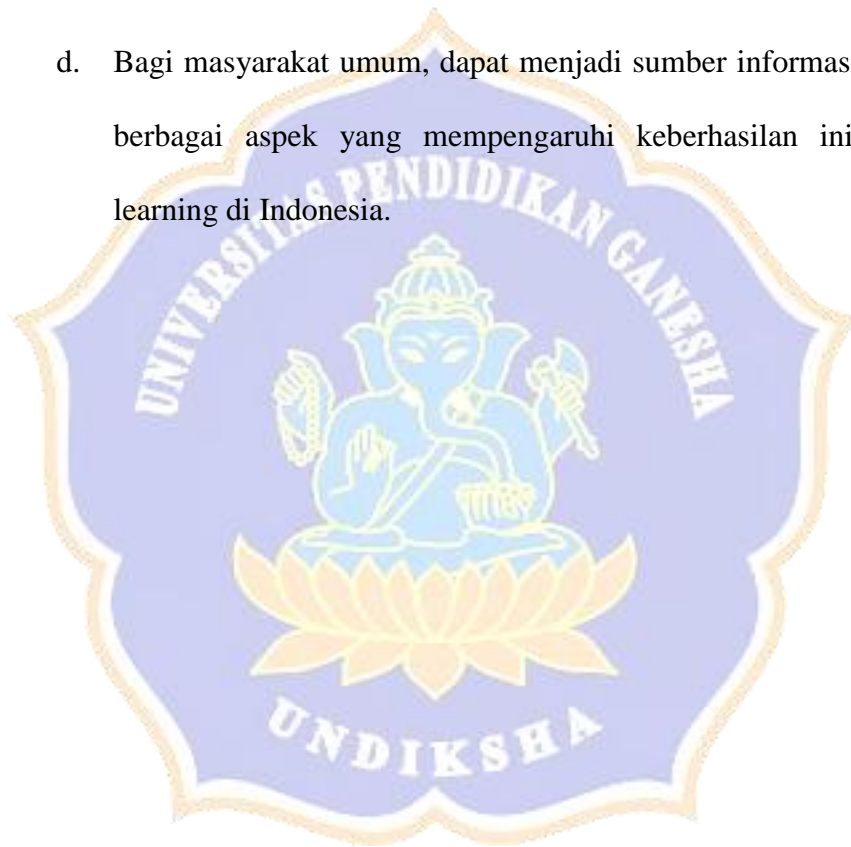 d. Bagi masyarakat umum, dapat menjadi sumber informas
berbagai aspek yang mempengaruhi keberhasilan ini
learning di Indonesia.
UNIVERSITAS PENDIDIKAN GANESHA
UNDIKSHA